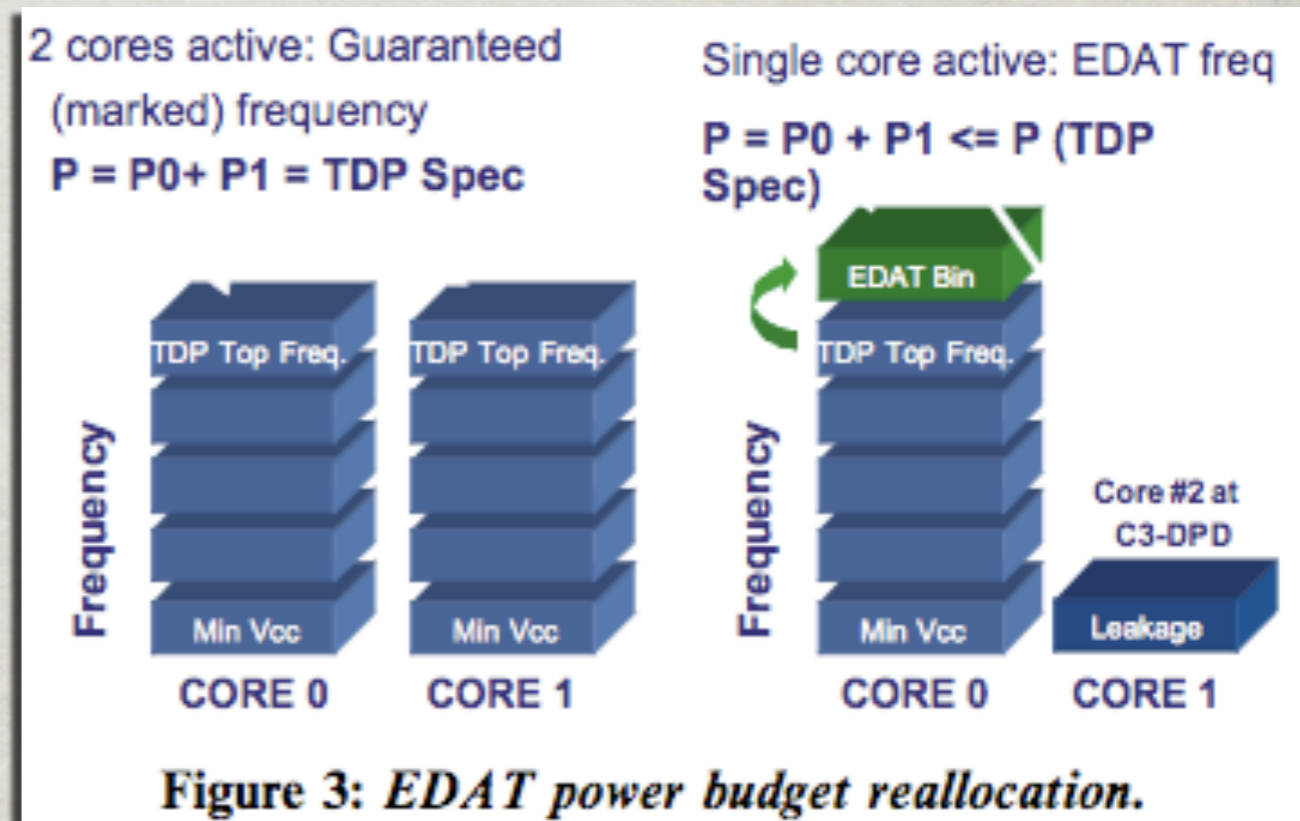 2 cores active: Guaranteed
(marked) frequency
P = P0+ P1 = TDP Spec
Single core active: EDAT freq
P = P0 + P1 <= P (TDP
Spec)
EDAT Bin
TDP Top Freq.
TDP Top Freq.
TDP Top Freq.
Frequency
Frequency
Core #2 at
C3-DPD
Min Vcc
Min Vcc
Min Vcc
Leakage
CORE 0
CORE 1
CORE 0
CORE 1
Figure 3: EDAT power budget reallocation.